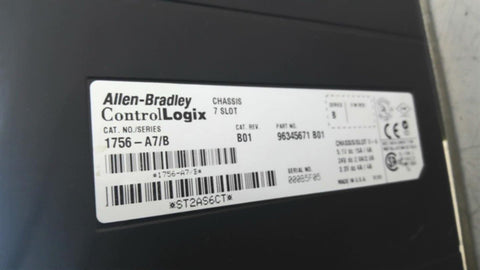 Allen-Bradley
ControlLogix
CHASSIS
7 SLOT
SERIES
B
CAT. NO./SERIES
1756-A7/B
CAT. REV.
B01
PART NO.
96345671 B01
*1756-A7/B*
SERIAL NO.
*ST2AS6CT*
MADE IN U.S.A.